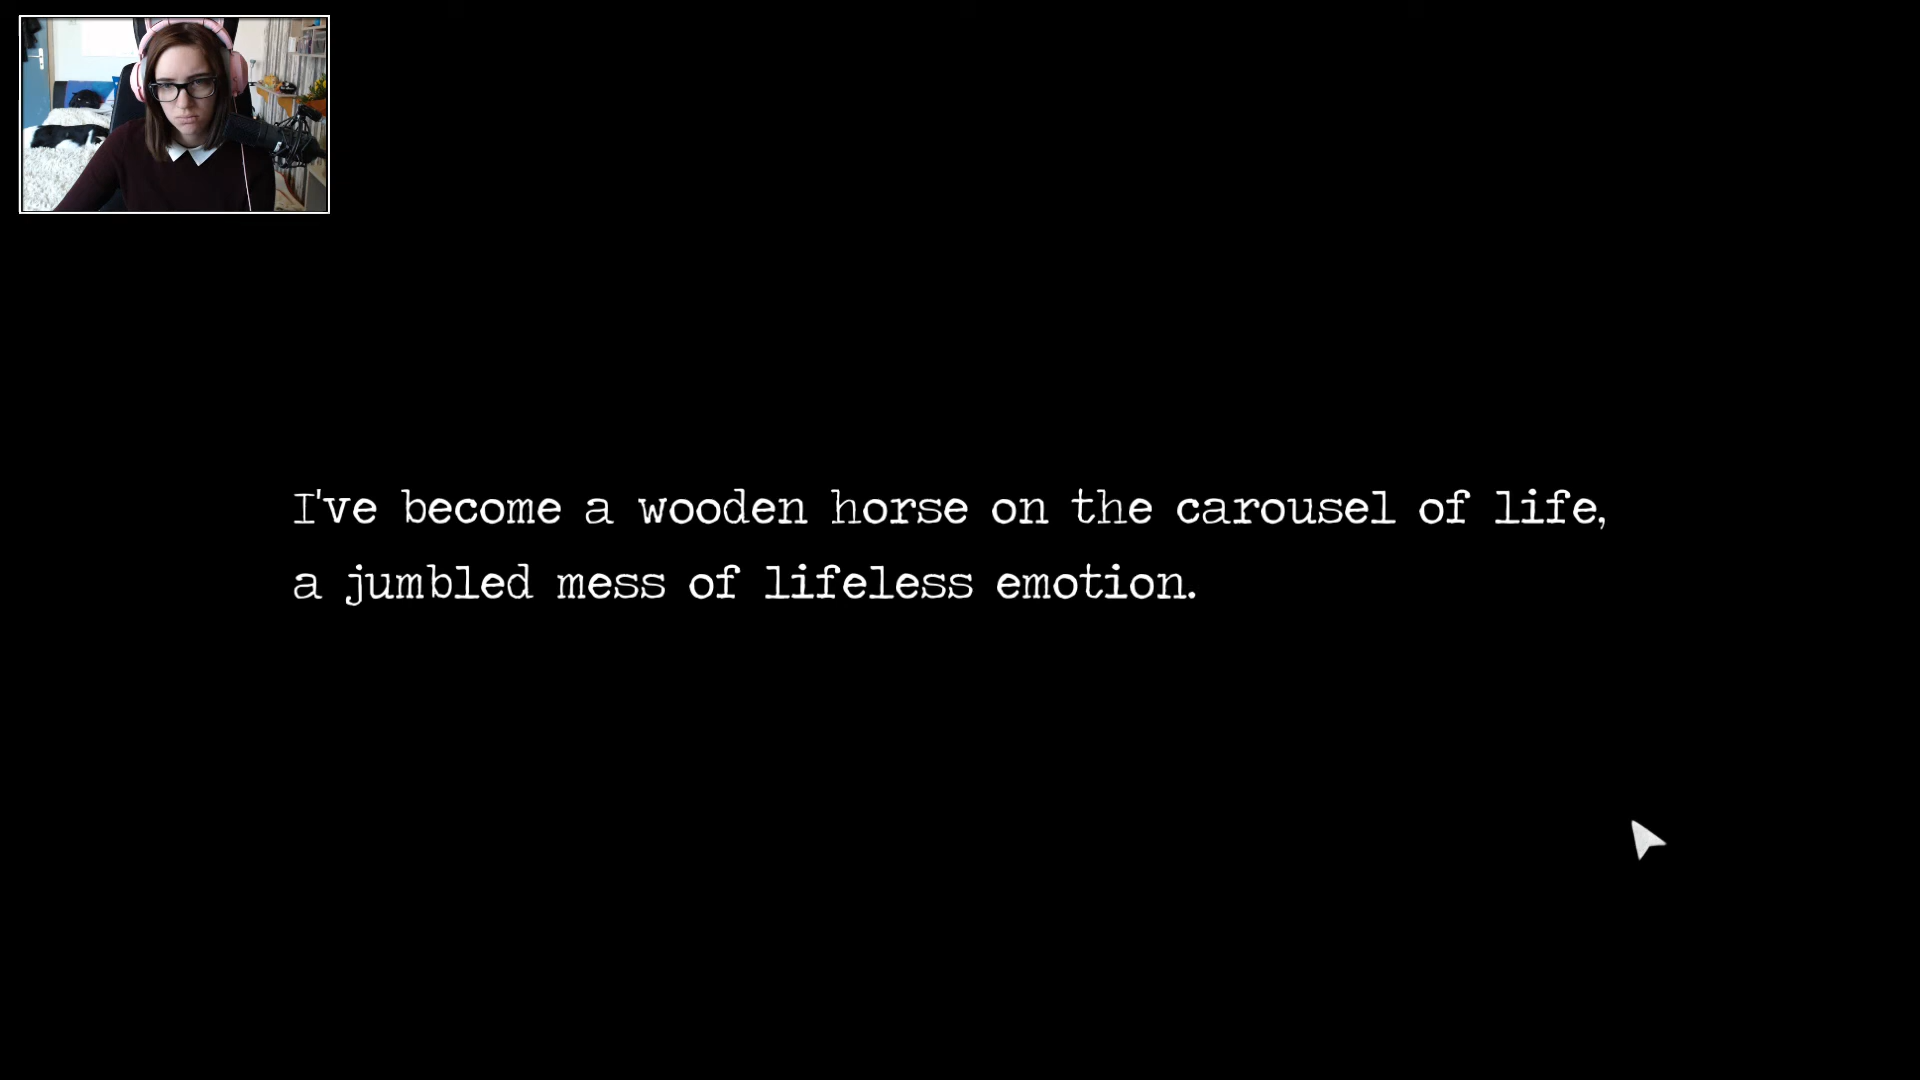 I've become a wooden horse on the carousel of life,
a jumbled mess of lifeless emotion.